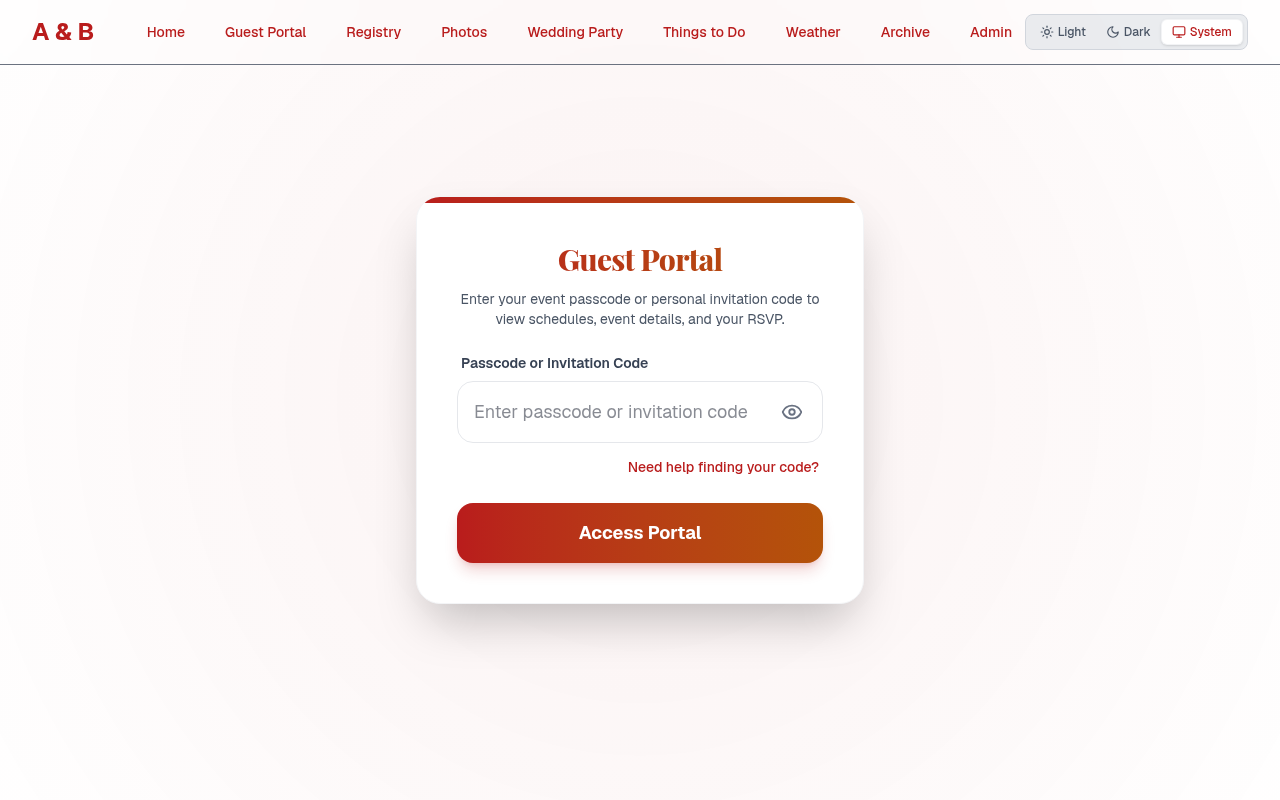 A & B
Home
Guest Portal
Registry
Photos
Wedding Party
Things to Do
Weather
Archive
Admin
Light
Dark
System
Guest Portal
Enter your event passcode or personal invitation code to
view schedules, event details, and your RSVP.
Passcode or Invitation Code
Enter passcode or invitation code
Need help finding your code?
Access Portal